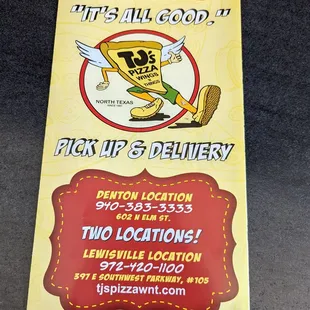 "IT'S ALL GOOD."
TJ's
PIZZA
WINGS
& THINGS
NORTH TEXAS
PICK UP & DELIVERY
DENTON LOCATION
940-383-3333
602 N ELM ST.
TWO LOCATIONS!
LEWISVILLE LOCATION
972-420-1100
397 E SOUTHWEST PARKWAY, #105
tjspizzawnt.com